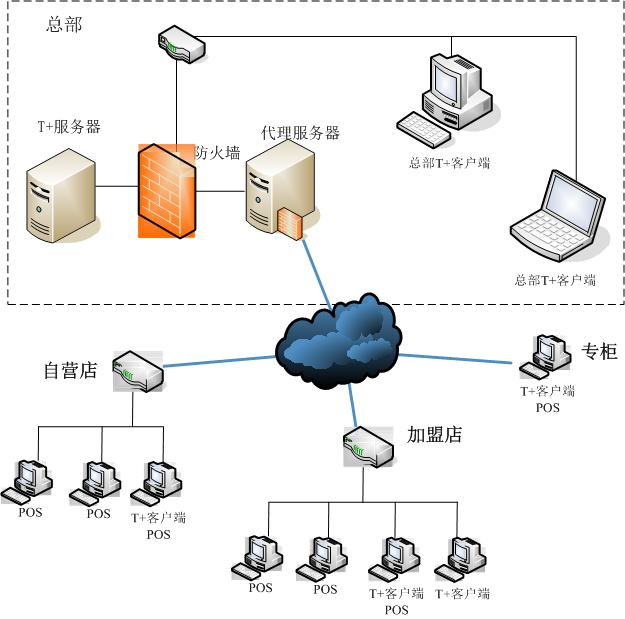 总部
T+服务器
防火墙
代理服务器
总部T+客户端
总部T+客户端
自营店
专柜
T+客户端
POS
加盟店
POS
POS
T+客户端
POS
POS
POS
T+客户端
POS
T+客户端